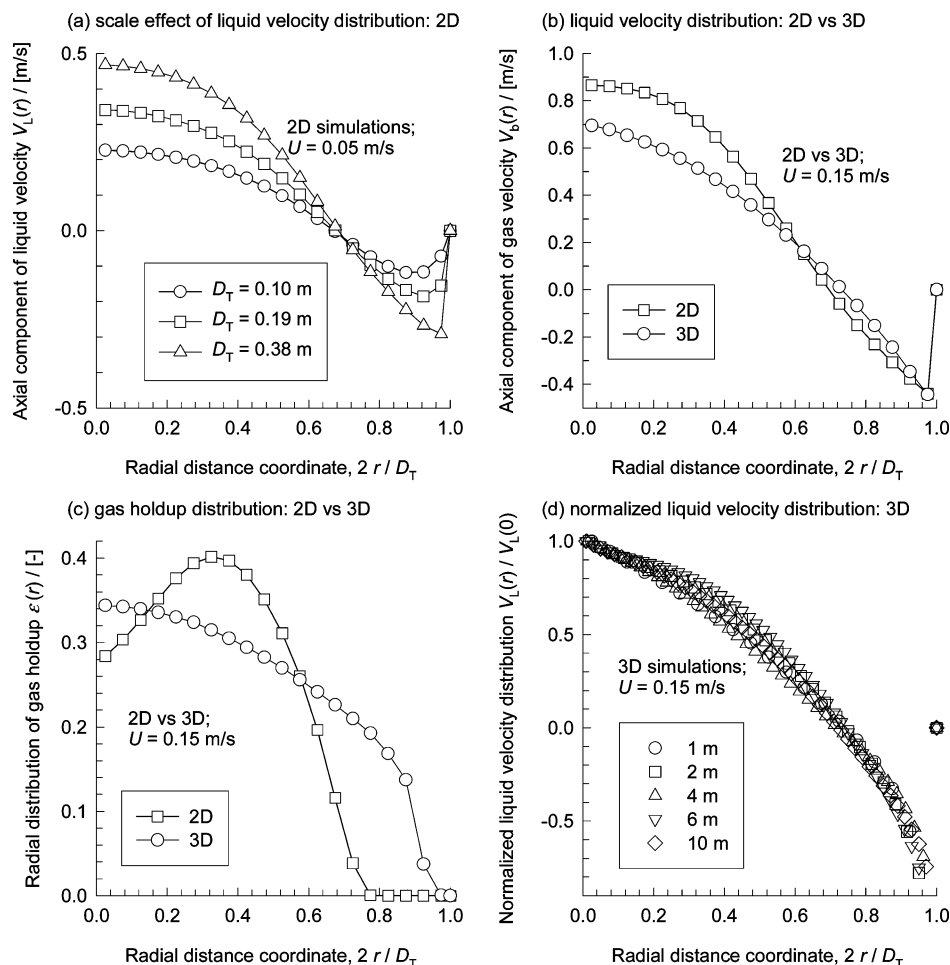 (a) scale effect of liquid velocity distribution: 2D
Axial component of liquid velocity V_L(r) / [m/s]
0.5
0.0
-0.5
2D simulations;
U = 0.05 m/s
D_T = 0.10 m
D_T = 0.19 m
D_T = 0.38 m
0.0 0.2 0.4 0.6 0.8 1.0
Radial distance coordinate, 2 r / D_T
(b) liquid velocity distribution: 2D vs 3D
Axial component of gas velocity V_b(r) / [m/s]
1.0
0.8
0.6
0.4
0.2
0.0
-0.2
-0.4
2D vs 3D;
U = 0.15 m/s
2D
3D
0.0 0.2 0.4 0.6 0.8 1.0
Radial distance coordinate, 2 r / D_T
(c) gas holdup distribution: 2D vs 3D
Radial distribution of gas holdup ε (r) / [-]
0.4
0.3
0.2
0.1
0.0
2D vs 3D;
U = 0.15 m/s
2D
3D
0.0 0.2 0.4 0.6 0.8 1.0
Radial distance coordinate, 2 r / D_T
(d) normalized liquid velocity distribution: 3D
Normalized liquid velocity distribution V_L(r) / V_L(0)
1.0
0.5
0.0
-0.5
3D simulations;
U = 0.15 m/s
1 m
2 m
4 m
6 m
10 m
0.0 0.2 0.4 0.6 0.8 1.0
Radial distance coordinate, 2 r / D_T